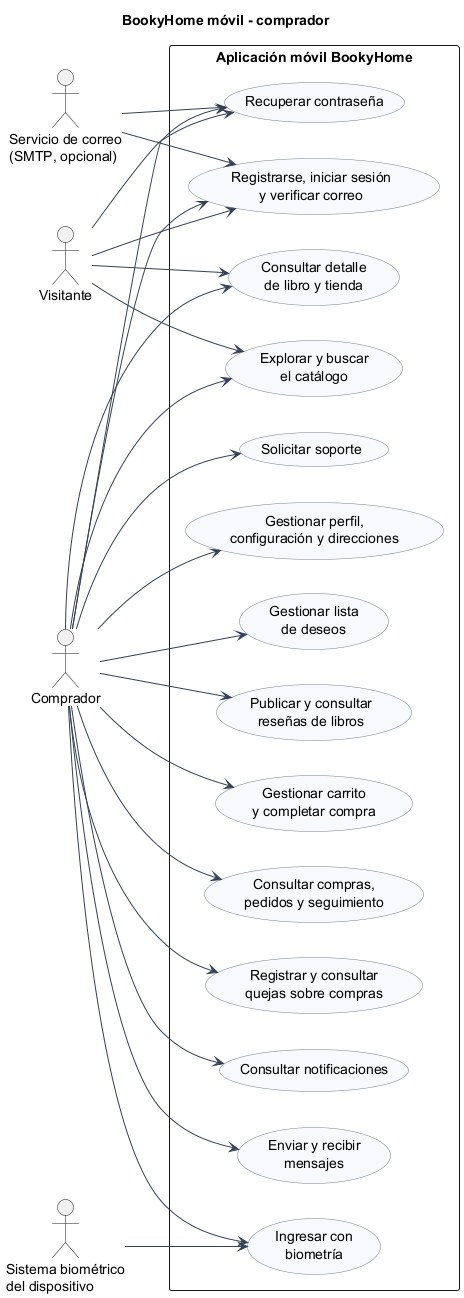 BookyHome móvil - comprador
Aplicación móvil BookyHome
Recuperar contraseña
Servicio de correo
(SMTP, opcional)
Registrarse, iniciar sesión
y verificar correo
Visitante
Consultar detalle
de libro y tienda
Explorar y buscar
el catálogo
Solicitar soporte
Gestionar perfil,
configuración y direcciones
Gestionar lista
de deseos
Comprador
Publicar y consultar
reseñas de libros
Gestionar carrito
y completar compra
Consultar compras,
pedidos y seguimiento
Registrar y consultar
quejas sobre compras
Consultar notificaciones
Enviar y recibir
mensajes
Ingresar con
biometría
Sistema biométrico
del dispositivo